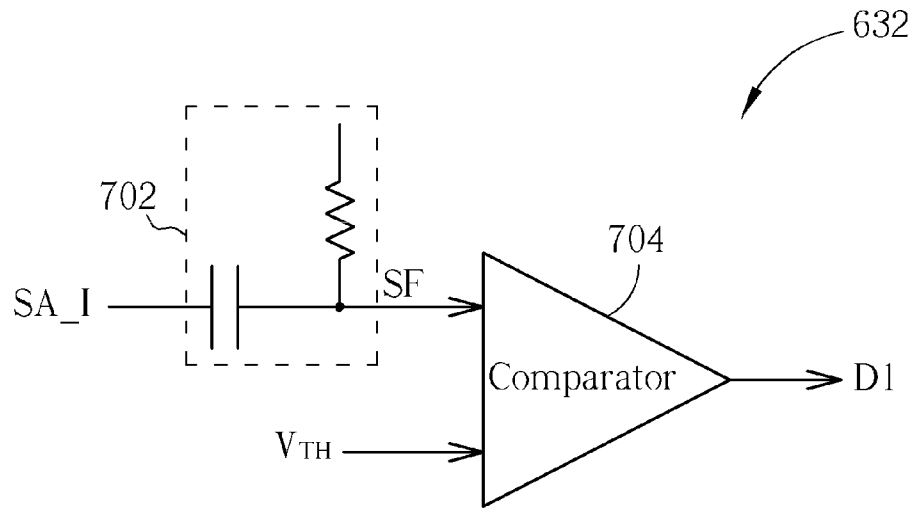 632
702
704
SA_I
SF
Comparator
D1
VTH